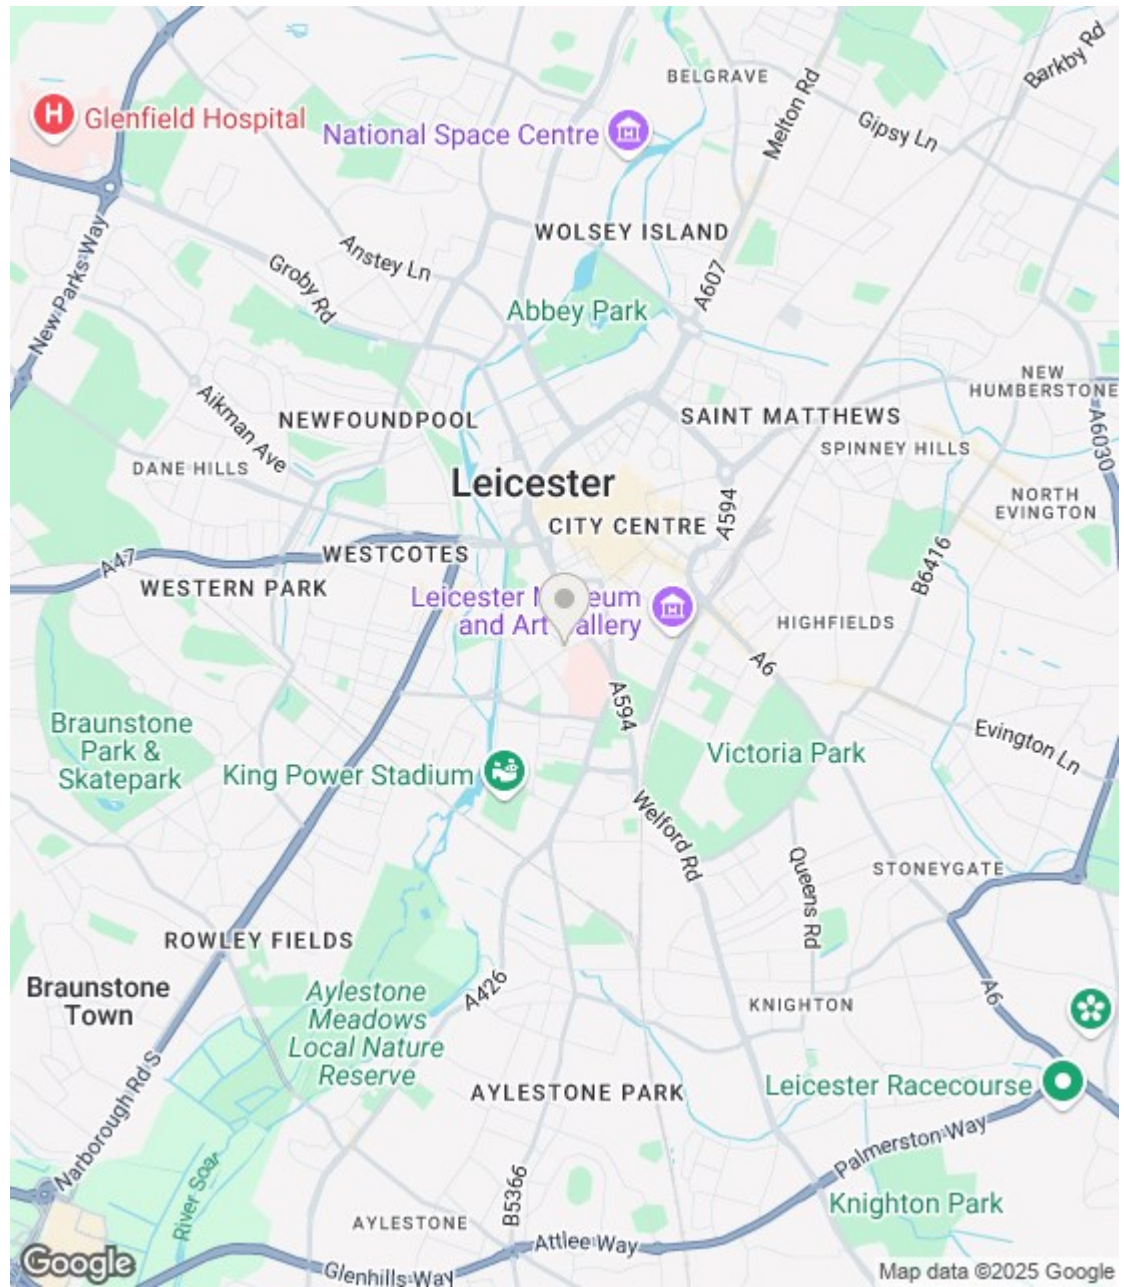 BELGRAVE
Barkby Rd
Melton Rd
Gipsy Ln
H
Glenfield Hospital
National Space Centre
WOLSEY ISLAND
Anstey Ln
Groby Rd
New Parks Way
A607
Abbey Park
NEW
HUMBERSTONE
A6030
Aikman Ave
NEWFOUNDPOOL
SAINT MATTHEWS
SPINNEY HILLS
DANE HILLS
Leicester
NORTH
EVINGTON
CITY CENTRE
A594
A47
WESTCOTES
WESTERN PARK
B6416
Leicester M eum
and Art allery
HIGHFIELDS
A6
A594
Braunstone
Park &
Skatepark
King Power Stadium
Victoria Park
Evington Ln
Welford Rd
Queens Rd
STONEYGATE
ROWLEY FIELDS
Braunstone
Town
Aylestone
Meadows
Local Nature
Reserve
A426
KNIGHTON
A6
AYLESTONE PARK
Leicester Racecourse
Narborough Rd S
Palmerston Way
River Soar
B5366
Knighton Park
AYLESTONE
Attlee Way
Glenhills Way
Google
Map data ©2025 Google